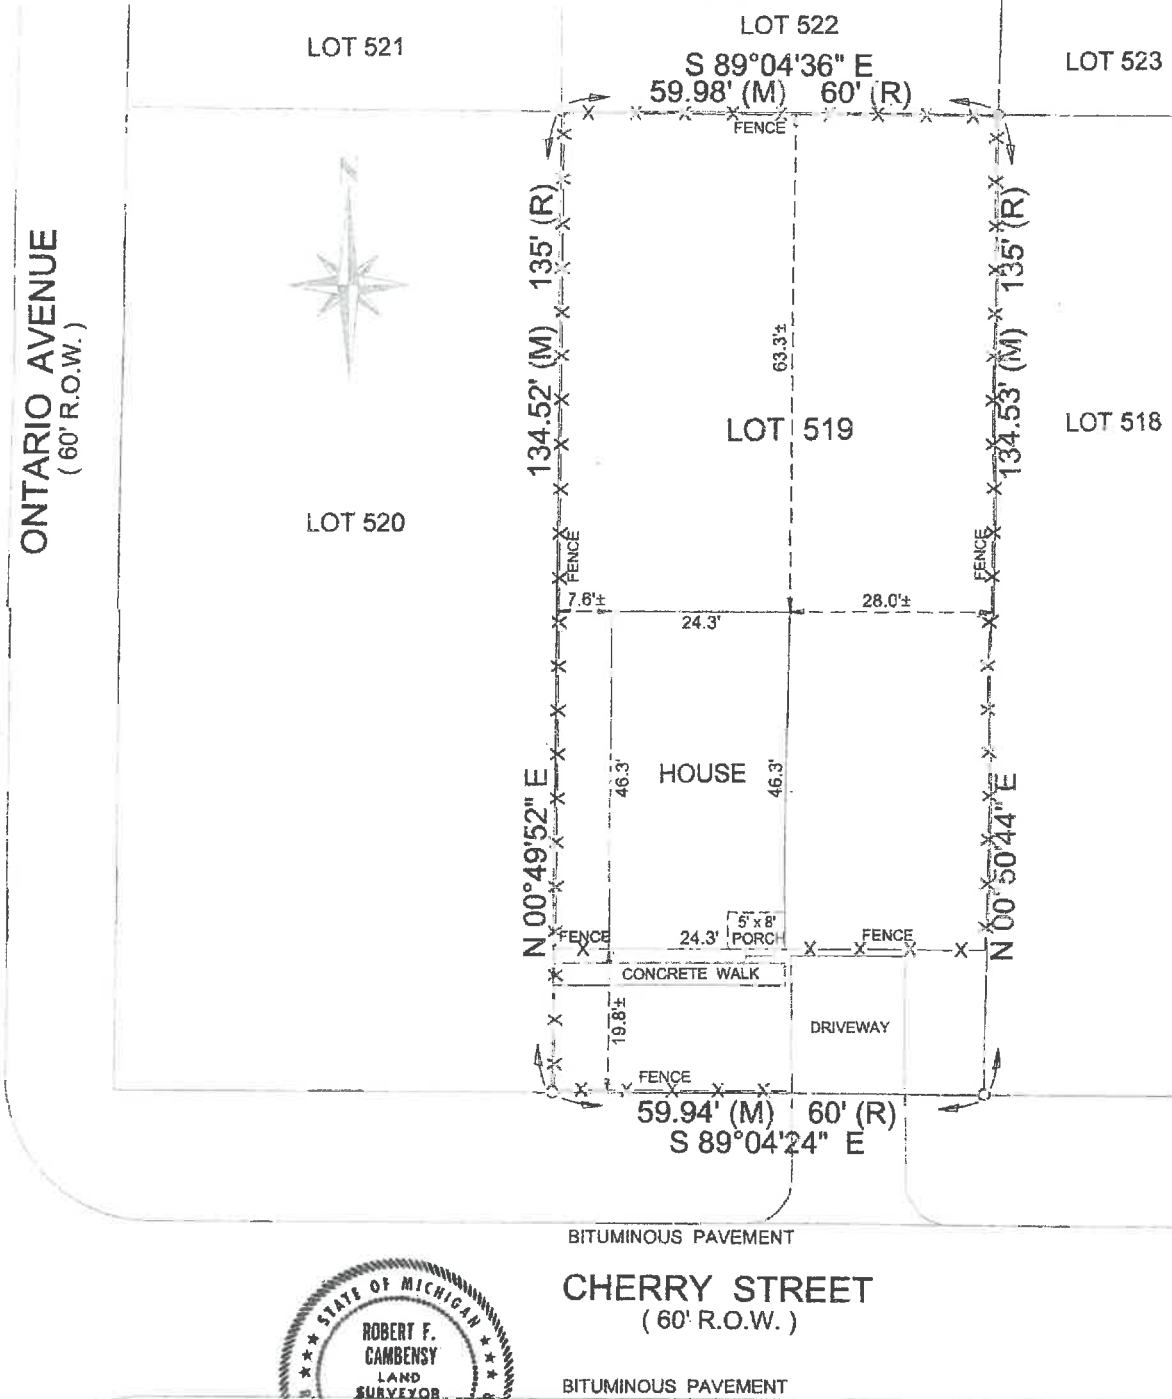 LOT 521
LOT 522
LOT 523
S 89°04'36" E
59.98' (M) 60' (R)
FENCE
N
ONTARIO AVENUE
( 60' R.O.W. )
134.52' (M) 135' (R)
63.3'±
134.53' (M) 135' (R)
LOT 519
LOT 518
LOT 520
FENCE
FENCE
7.6'±
24.3'
28.0'±
46.3'
HOUSE
46.3'
N 00°49'52" E
N 00°50'44" E
5' x 8'
PORCH
FENCE
24.3'
FENCE
CONCRETE WALK
19.8'±
DRIVEWAY
FENCE
59.94' (M) 60' (R)
S 89°04'24" E
BITUMINOUS PAVEMENT
CHERRY STREET
( 60' R.O.W. )
STATE OF MICHIGAN
ROBERT F.
CAMBENSY
LAND
SURVEYOR
BITUMINOUS PAVEMENT